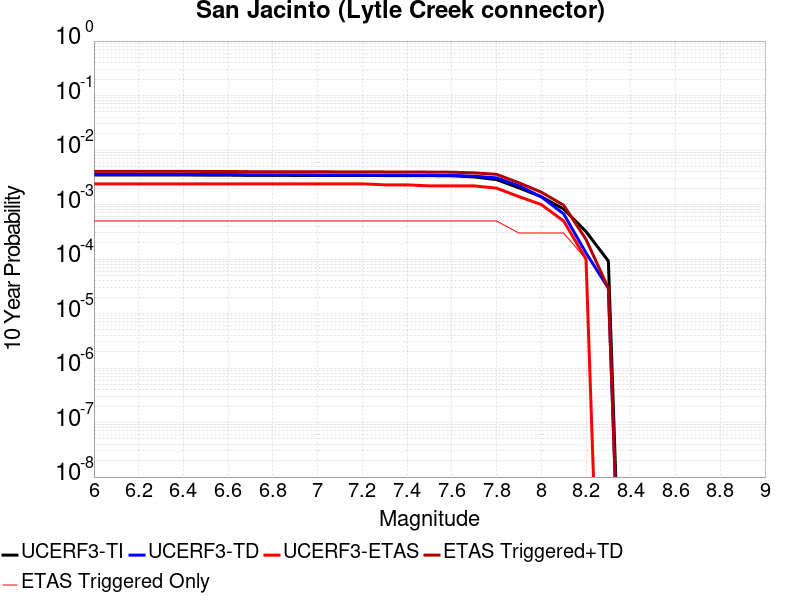 San Jacinto (Lytle Creek connector)
10^0
10^-1
10^-2
10^-3
10^-4
10^-5
10^-6
10^-7
10^-8
10 Year Probability
6 6.2 6.4 6.6 6.8 7 7.2 7.4 7.6 7.8 8 8.2 8.4 8.6 8.8 9
Magnitude
UCERF3-TI UCERF3-TD UCERF3-ETAS ETAS Triggered+TD
ETAS Triggered Only